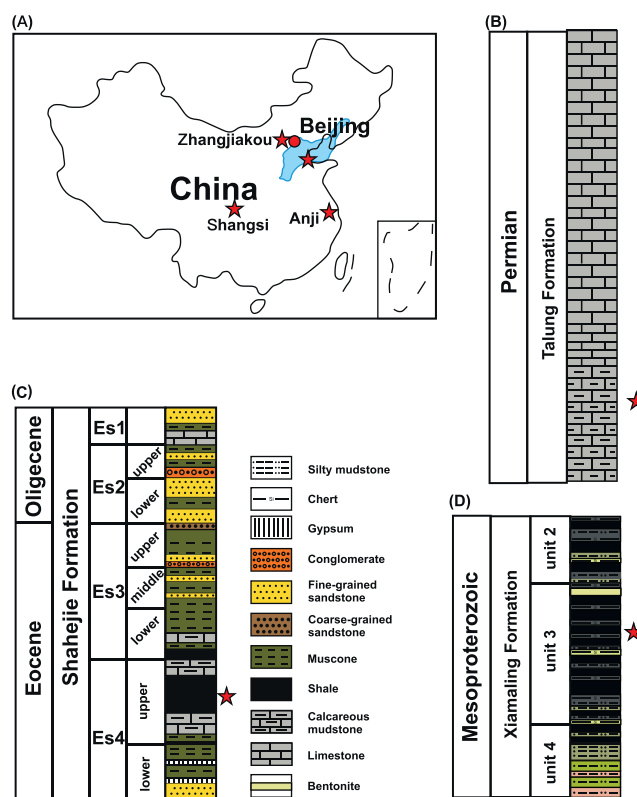 (A)
Zhangjiakou
Beijing
China
Shangsi
Anji
(B)
Permian
Talung Formation
(C)
Oligecene
Eocene
Shahejie Formation
Es1
Es2
upper
lower
Es3
upper
middle
lower
Es4
upper
lower
Silty mudstone
Si
Chert
Gypsum
Conglomerate
Fine-grained
sandstone
Coarse-grained
sandstone
Muscone
Shale
Calcareous
mudstone
Limestone
Bentonite
(D)
Mesoproterozoic
Xiamaling Formation
unit 2
unit 3
unit 4